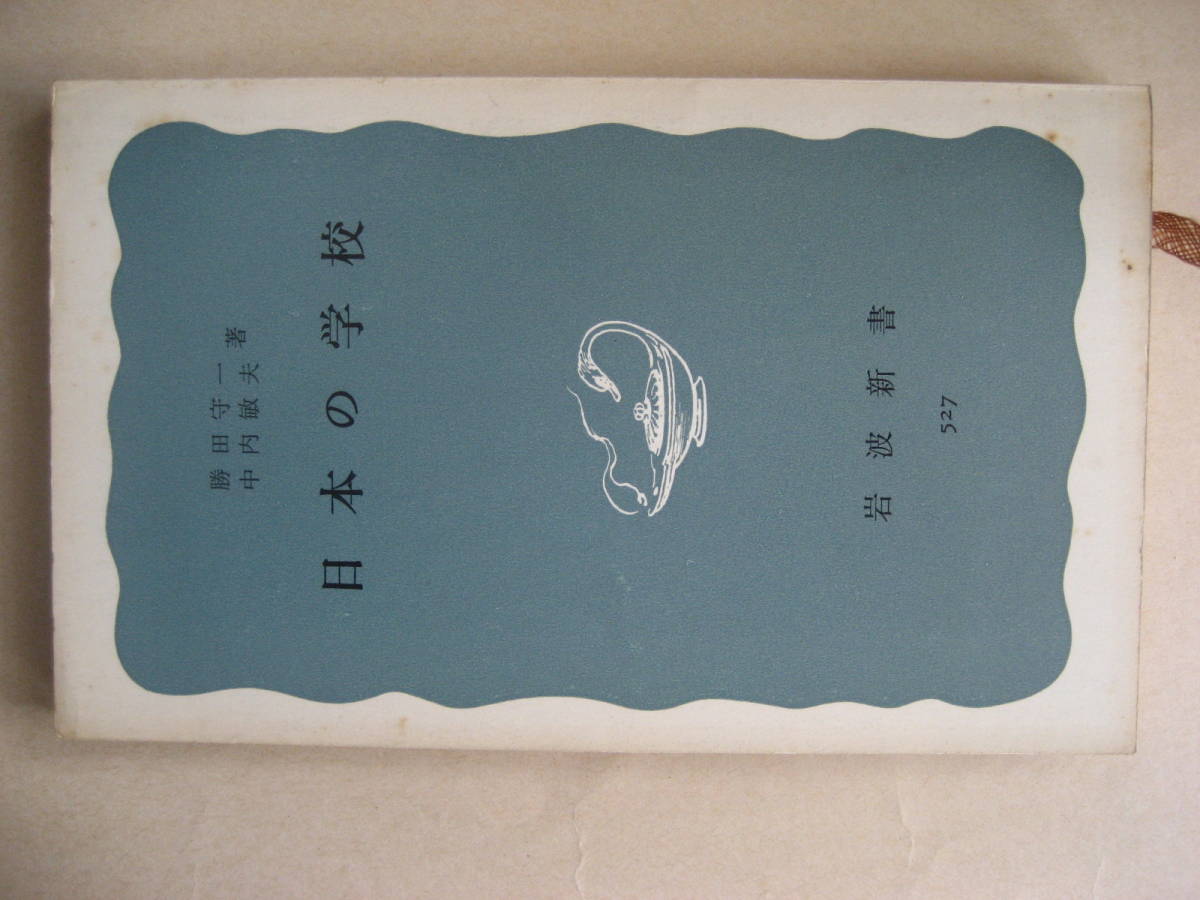 勝田守一
中内敏夫 著
日本の学校
岩波新書
527